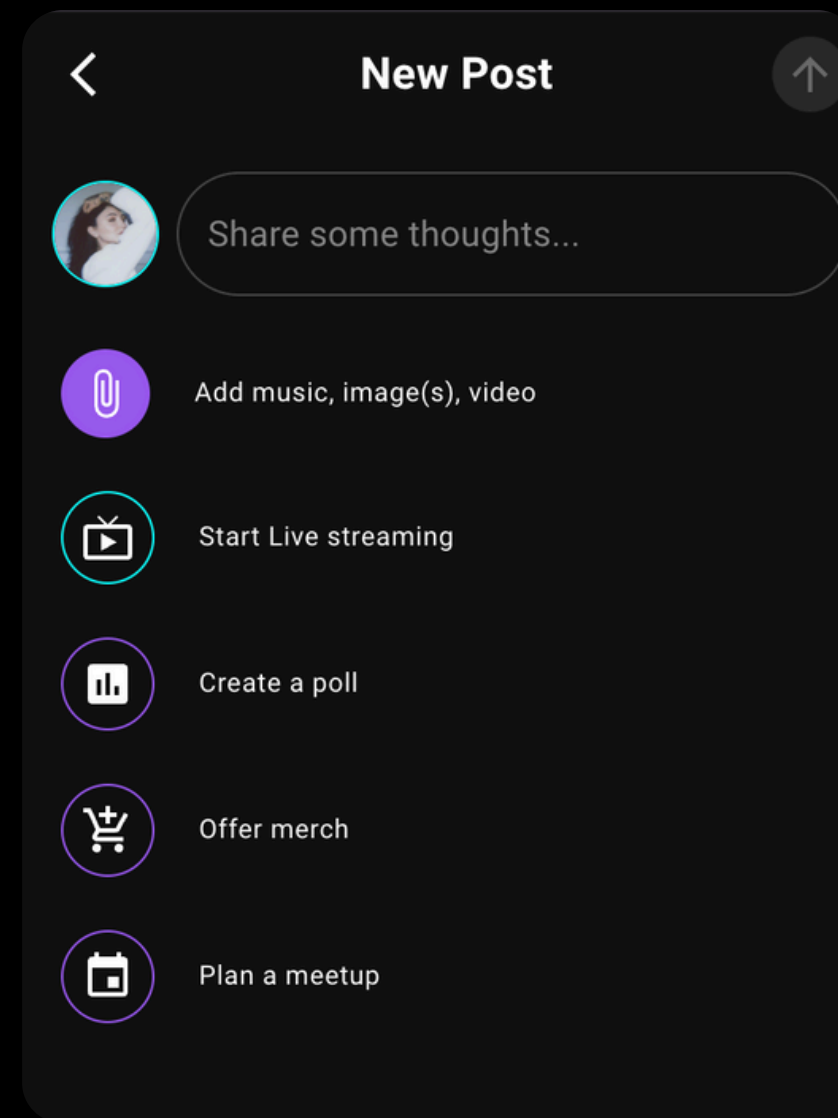 New Post
Share some thoughts...
Add music, image(s), video
Start Live streaming
Create a poll
Offer merch
Plan a meetup